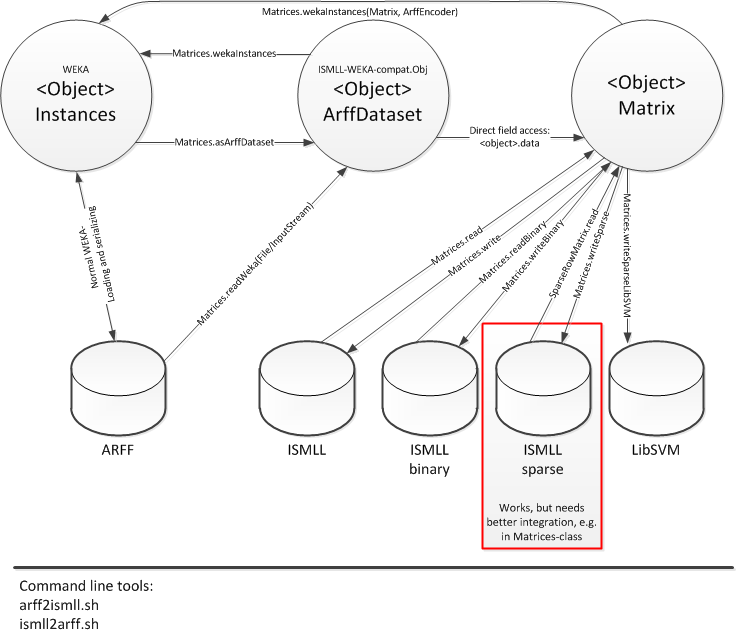 Matrices.wekaInstances(Matrix, ArffEncoder)
WEKA
<Object>
Instances
Matrices.wekaInstances
ISMLL-WEKA-compat.Obj
<Object>
ArffDataset
<Object>
Matrix
Matrices.asArffDataset
Direct field access:
<object>.data
Normal WEKA-
Loading and serializing
Matrices.readWeka(File/InputStream)
Matrices.read
Matrices.write
Matrices.readBinary
Matrices.writeBinary
SparseRowMatrix.read
Matrices.writeSparse
Matrices.writeSparseLibSVM
ARFF
ISMLL
ISMLL
binary
ISMLL
sparse
LibSVM
Works, but needs
better integration, e.g.
in Matrices-class
Command line tools:
arff2ismll.sh
ismll2arff.sh